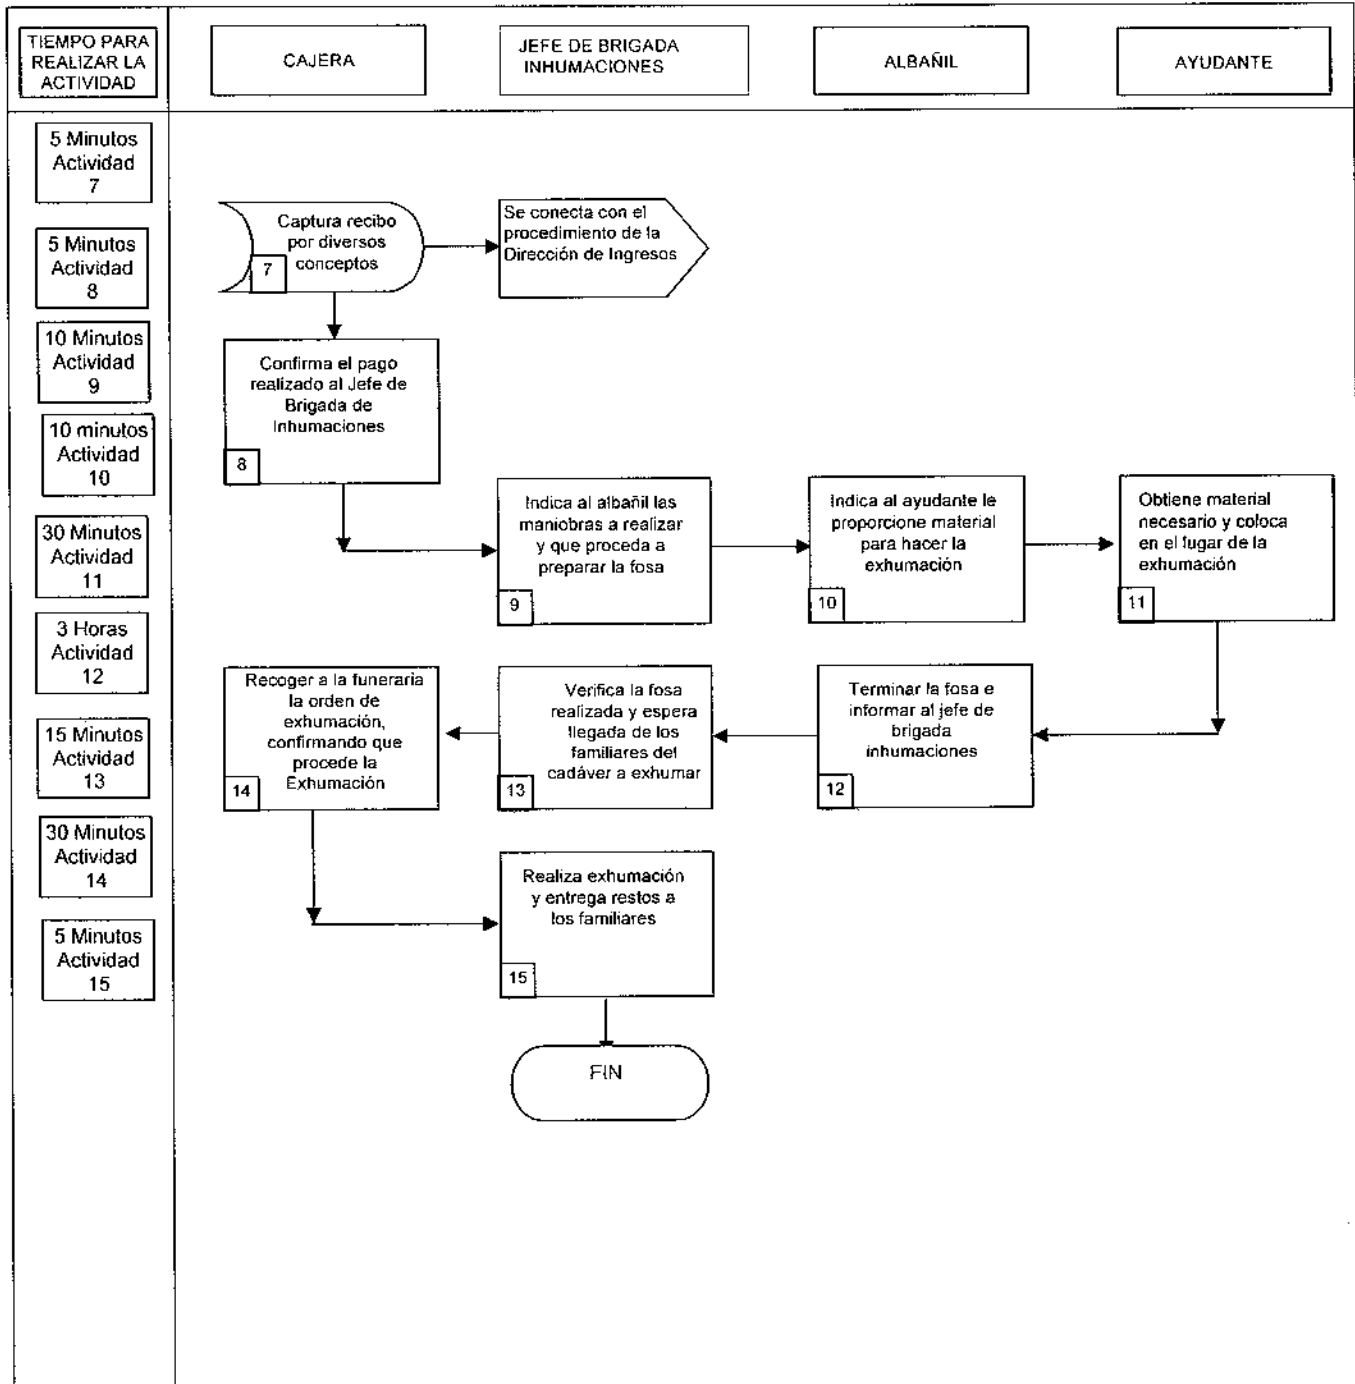 TIEMPO PARA
REALIZAR LA
ACTIVIDAD
CAJERA
JEFE DE BRIGADA
INHUMACIONES
ALBAÑIL
AYUDANTE
5 Minutos
Actividad
7
5 Minutos
Actividad
8
10 Minutos
Actividad
9
10 minutos
Actividad
10
30 Minutos
Actividad
11
3 Horas
Actividad
12
15 Minutos
Actividad
13
30 Minutos
Actividad
14
5 Minutos
Actividad
15
Captura recibo
por diversos
conceptos
7
Se conecta con el
procedimiento de la
Dirección de Ingresos
Confirma el pago
realizado al Jefe de
Brigada de
Inhumaciones
8
Indica al albañil las
maniobras a realizar
y que proceda a
preparar la fosa
9
Indica al ayudante le
proporcione material
para hacer la
exhumación
10
Obtiene material
necesario y coloca
en el lugar de la
exhumación
11
Terminar la fosa e
informar al jefe de
brigada
inhumaciones
12
Verifica la fosa
realizada y espera
llegada de los
familiares del
cadáver a exhumar
13
Recoger a la funeraria
la orden de
exhumación,
confirmando que
procede la
Exhumación
14
Realiza exhumación
y entrega restos a
los familiares
15
FIN